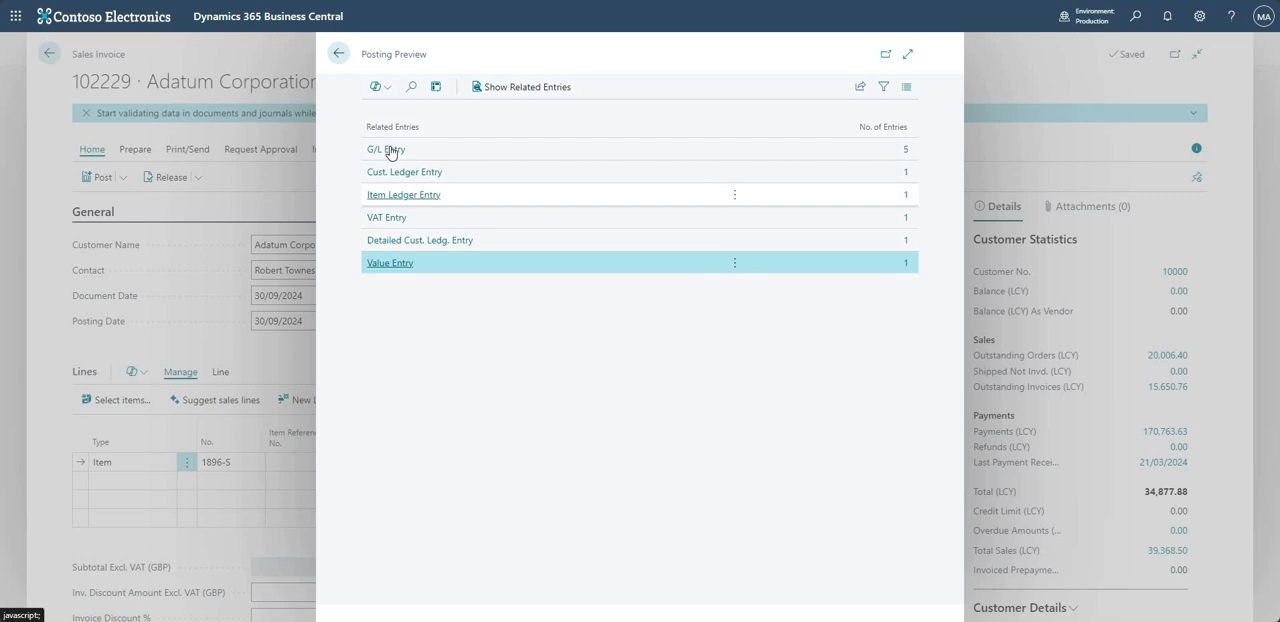 Contoso Electronics
Dynamics 365 Business Central
Environment:
Production
?
MA
Sales Invoice
102229 · Adatum Corporation
✓Saved
Start validating data in documents and journals while
Home
Prepare
Print/Send
Request Approval
Post
Release
General
Customer Name
Adatum Corpo
Contact
Robert Townes
Document Date
30/09/2024
Posting Date
30/09/2024
Lines
Manage
Line
Select items...
Suggest sales lines
New L
Type
No.
Item Reference
No.
Item
1896-S
Subtotal Excl. VAT (GBP)
Inv. Discount Amount Excl. VAT (GBP)
Invoice Discount %
javascript:;
Posting Preview
Show Related Entries
Related Entries
No. of Entries
G/L Entry
5
Cust. Ledger Entry
1
Item Ledger Entry
1
VAT Entry
1
Detailed Cust. Ledg. Entry
1
Value Entry
1
Details
Attachments (0)
Customer Statistics
Customer No.
10000
Balance (LCY)
0.00
Balance (LCY) As Vendor
0.00
Sales
Outstanding Orders (LCY)
20,006.40
Shipped Not Invd. (LCY)
0.00
Outstanding Invoices (LCY)
15,650.76
Payments
Payments (LCY)
170,763.63
Refunds (LCY)
0.00
Last Payment Recei...
21/03/2024
Total (LCY)
34,877.88
Credit Limit (LCY)
0.00
Overdue Amounts (...
0.00
Total Sales (LCY)
39,368.50
Invoiced Prepayme...
0.00
Customer Details